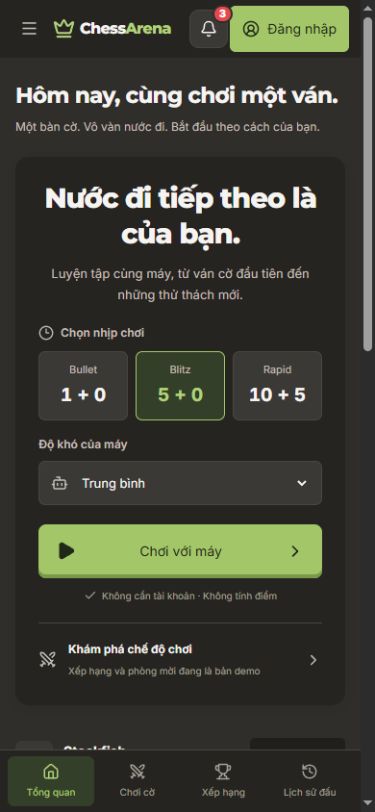 ChessArena
3
Đăng nhập
Hôm nay, cùng chơi một ván.
Một bàn cờ. Vô vàn nước đi. Bắt đầu theo cách của bạn.
Nước đi tiếp theo là
của bạn.
Luyện tập cùng máy, từ ván cờ đầu tiên đến
những thử thách mới.
Chọn nhịp chơi
Bullet
1 + 0
Blitz
5 + 0
Rapid
10 + 5
Độ khó của máy
Trung bình
Chơi với máy
Không cần tài khoản · Không tính điểm
Khám phá chế độ chơi
Xếp hạng và phòng mời đang là bản demo
Stockfish
Tổng quan
Chơi cờ
Xếp hạng
Lịch sử đấu